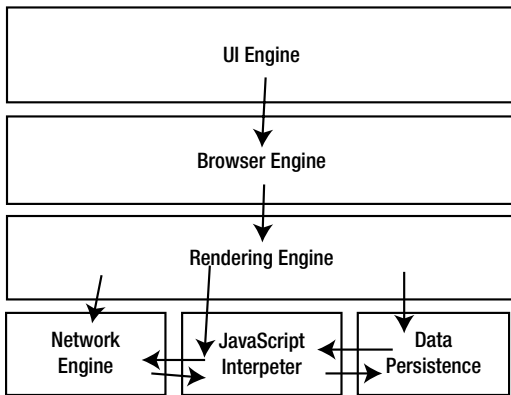 UI Engine
Browser Engine
Rendering Engine
Network
Engine
JavaScript
Interpeter
Data
Persistence